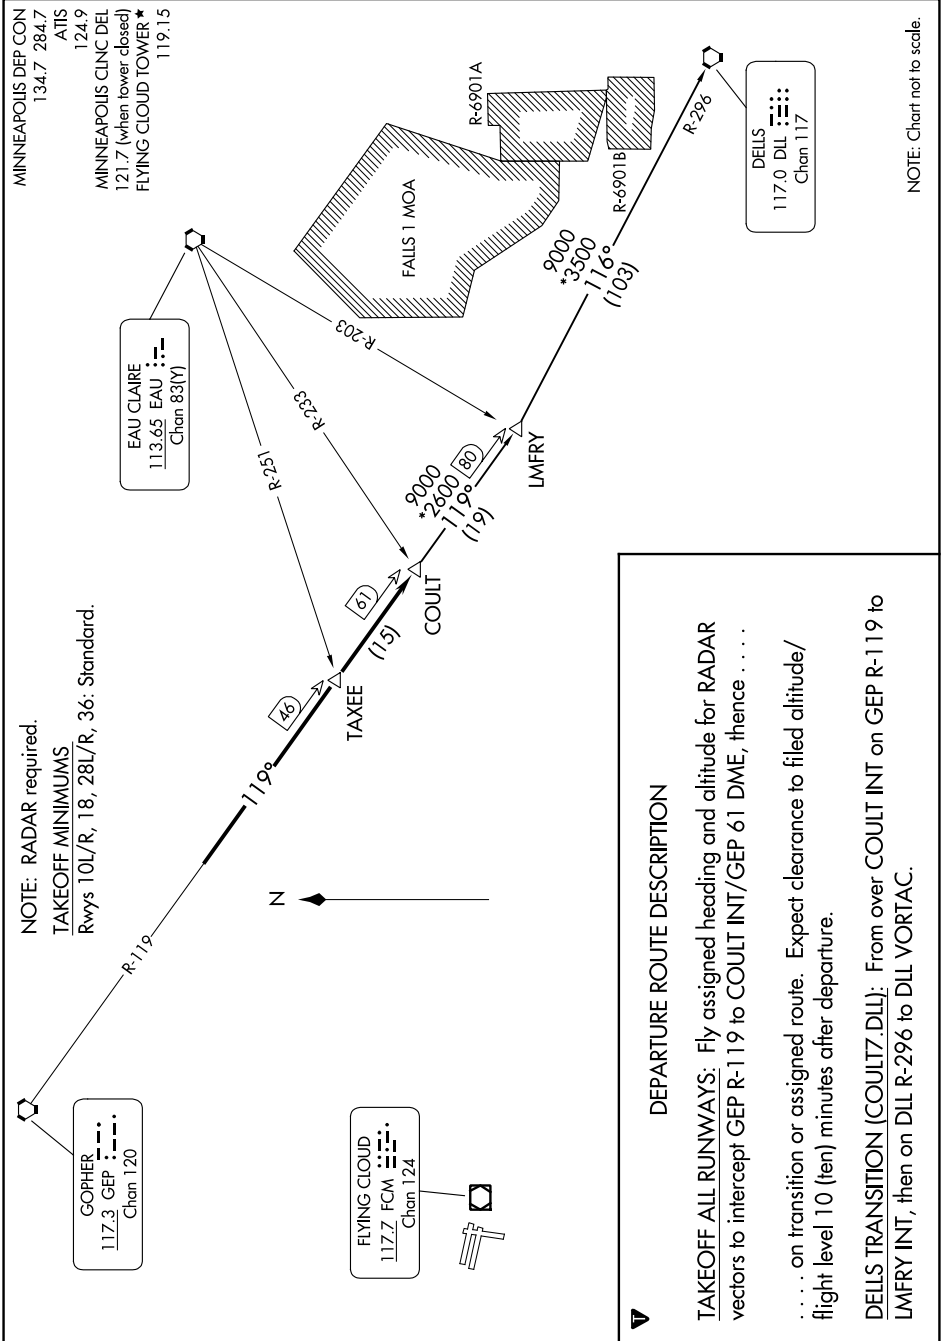 MINNEAPOLIS DEP CON
134.7 284.7
ATIS
124.9
MINNEAPOLIS CLNC DEL
121.7 (when tower closed)
FLYING CLOUD TOWER★
119.15
NOTE: RADAR required.
TAKEOFF MINIMUMS
Rwys 10L/R, 18, 28L/R, 36: Standard.
GOPHER
117.3 GEP
Chan 120
R-119
119°
46
TAXEE
(15)
61
COULT
EAU CLAIRE
113.65 EAU
Chan 83(Y)
R-251
R-233
R-203
9000
*2600
119°
(19)
80
LMFRY
FALLS 1 MOA
R-6901A
R-6901B
9000
*3500
116°
(103)
R-296
DELLS
117.0 DLL
Chan 117
FLYING CLOUD
117.7 FCM
Chan 124
N
NOTE: Chart not to scale.
T
DEPARTURE ROUTE DESCRIPTION
TAKEOFF ALL RUNWAYS: Fly assigned heading and altitude for RADAR
vectors to intercept GEP R-119 to COULT INT/GEP 61 DME, thence . . . .
. . . . on transition or assigned route. Expect clearance to filed altitude/
flight level 10 (ten) minutes after departure.
DELLS TRANSITION (COULT7.DLL): From over COULT INT on GEP R-119 to
LMFRY INT, then on DLL R-296 to DLL VORTAC.